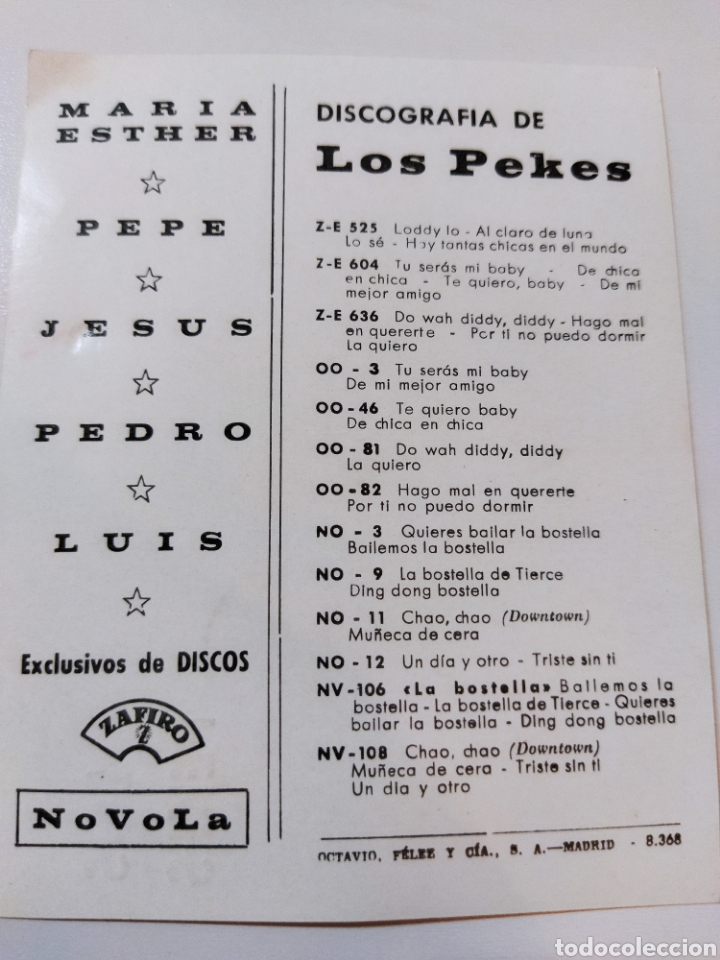 MARIA
ESTHER
PEPE
JESUS
PEDRO
LUIS
Exclusivos de DISCOS
ZAFIRO
Z
NoVoLa
DISCOGRAFIA DE
Los Pekes
Z-E 525 Loddy lo - Al claro de luna
Lo sé - Hay tantas chicas en el mundo
Z-E 604 Tu serás mi baby - De chica
en chica - Te quiero, baby - De mi
mejor amigo
Z-E 636 Do wah diddy, diddy - Hago mal
en quererte - Por ti no puedo dormir
La quiero
OO - 3 Tu serás mi baby
De mi mejor amigo
OO - 46 Te quiero baby
De chica en chica
OO - 81 Do wah diddy, diddy
La quiero
OO - 82 Hago mal en quererte
Por ti no puedo dormir
NO - 3 Quieres bailar la bostella
Bailemos la bostella
NO - 9 La bostella de Tierce
Ding dong bostella
NO - 11 Chao, chao (Downtown)
Muñeca de cera
NO - 12 Un día y otro - Triste sin ti
NV-106 «La bostella» Bailemos la
bostella - La bostella de Tierce - Quieres
bailar la bostella - Ding dong bostella
NV-108 Chao, chao (Downtown)
Muñeca de cera - Triste sin ti
Un dia y otro
OCTAVIO, FÉLEZ Y CÍA., S. A.—MADRID - 8.368
todocoleccion